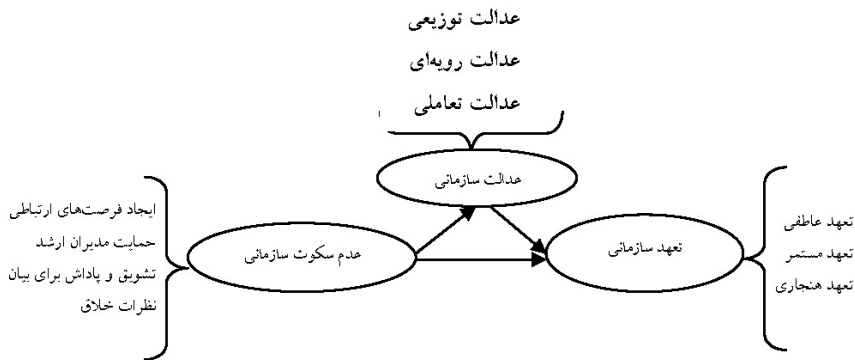 عدالت توزیعی
عدالت رویه‌ای
عدالت تعاملی
عدالت سازمانی
تعهد عاطفی
تعهد مستمر
تعهد هنجاری
تعهد سازمانی
عدم سکوت سازمانی
ایجاد فرصت‌های ارتباطی
حمایت مدیران ارشد
تشویق و پاداش برای بیان
نظرات خلاق